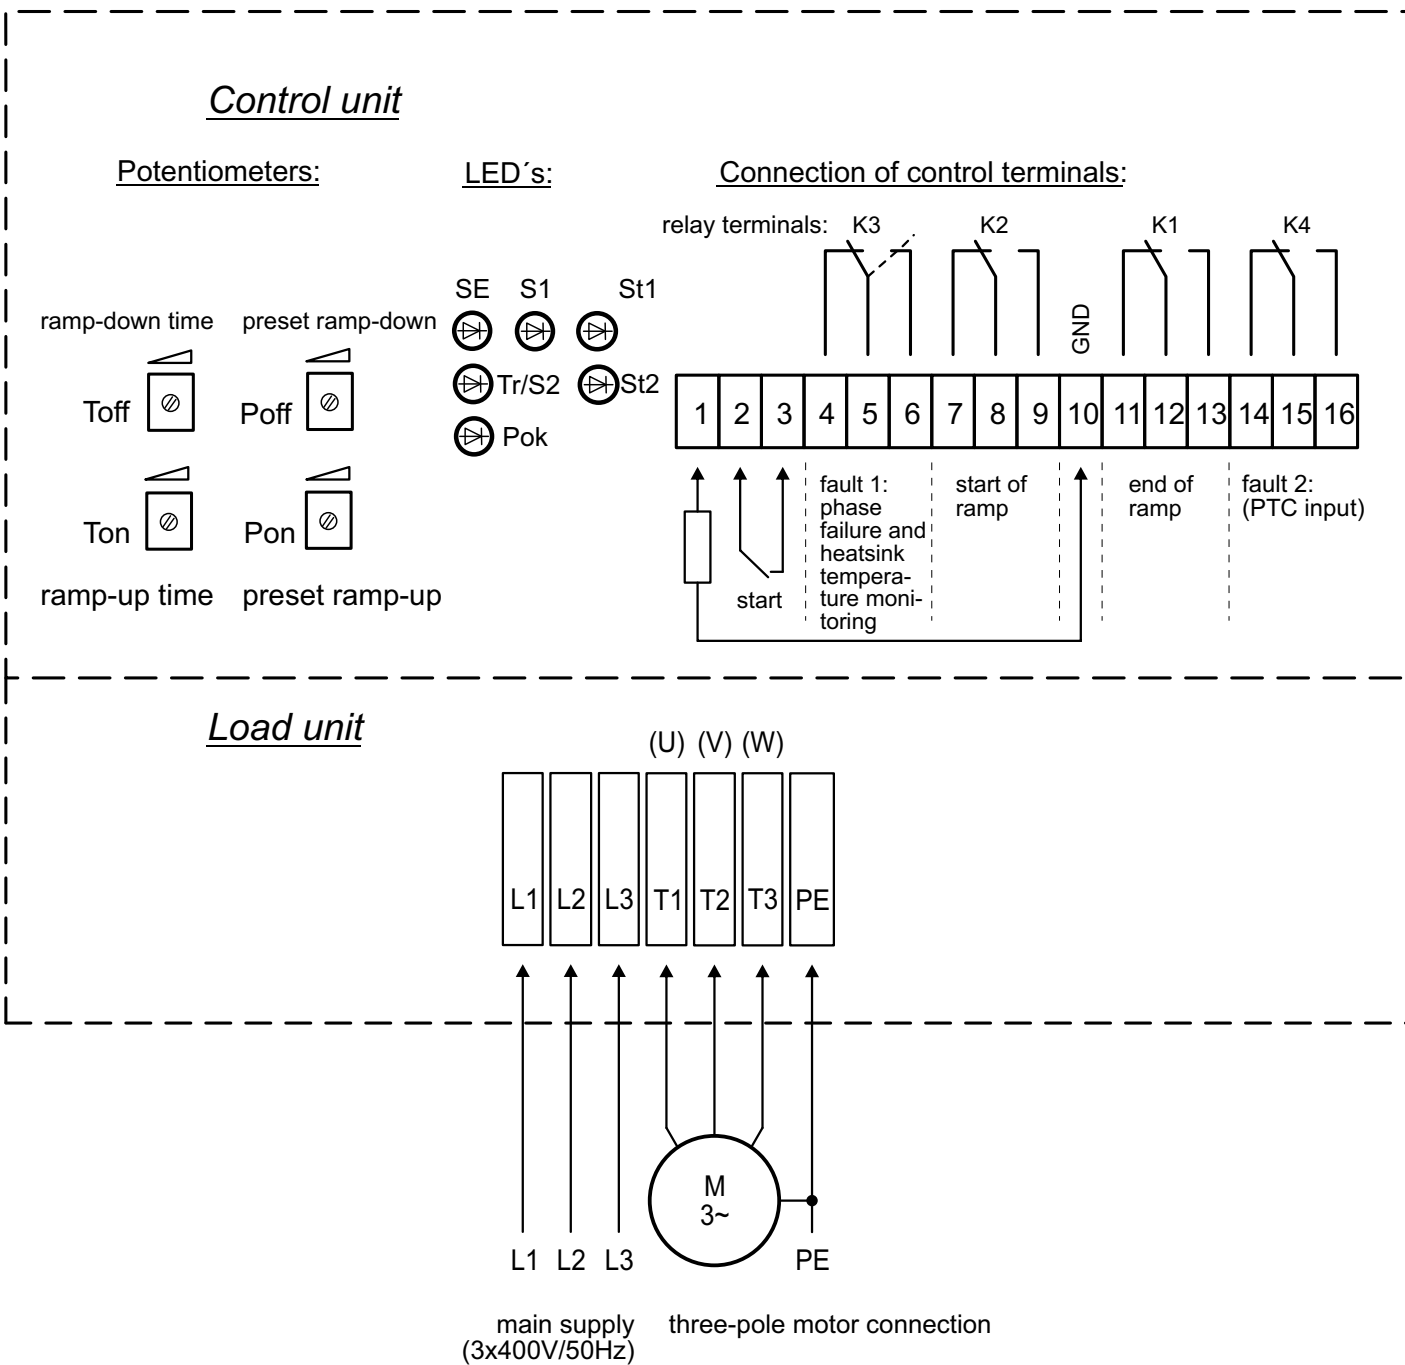 Control unit
Potentiometers:
LED´s:
Connection of control terminals:
relay terminals: K3 K2 K1 K4
SE S1 St1
ramp-down time preset ramp-down
GND
Tr/S2 St2
Toff Poff
Pok
1 2 3 4 5 6 7 8 9 10 11 12 13 14 15 16
Ton Pon
ramp-up time preset ramp-up
start
fault 1:
phase
failure and
heatsink
tempera-
ture moni-
toring
start of
ramp
end of
ramp
fault 2:
(PTC input)
Load unit
(U) (V) (W)
L1 L2 L3 T1 T2 T3 PE
M
3~
L1 L2 L3 PE
main supply
(3x400V/50Hz)
three-pole motor connection